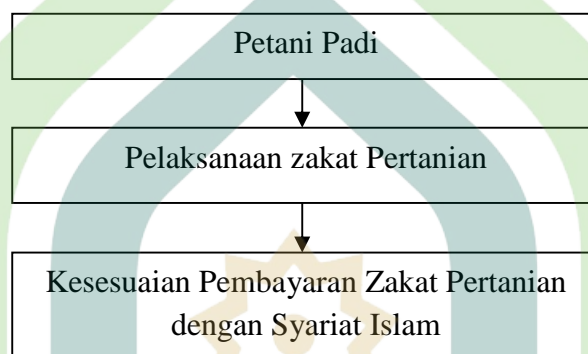 Petani Padi
Pelaksanaan zakat Pertanian
Kesesuaian Pembayaran Zakat Pertanian
dengan Syariat Islam